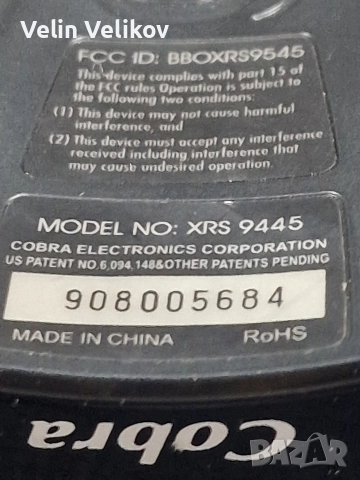 Velin Velikov
FCC ID: BBOXRS9545
This device complies with part 15 of
the FCC rules Operation is subject to
the following two conditions:
(1) This device may not cause harmful
interference, and
(2) This device must accept any interference
received including interference that
may cause undesired operation.
MODEL NO: XRS 9445
COBRA ELECTRONICS CORPORATION
US PATENT NO.6,094,148&OTHER PATENTS PENDING
908005684
MADE IN CHINA RoHS
Cobra
BAZAR.bg